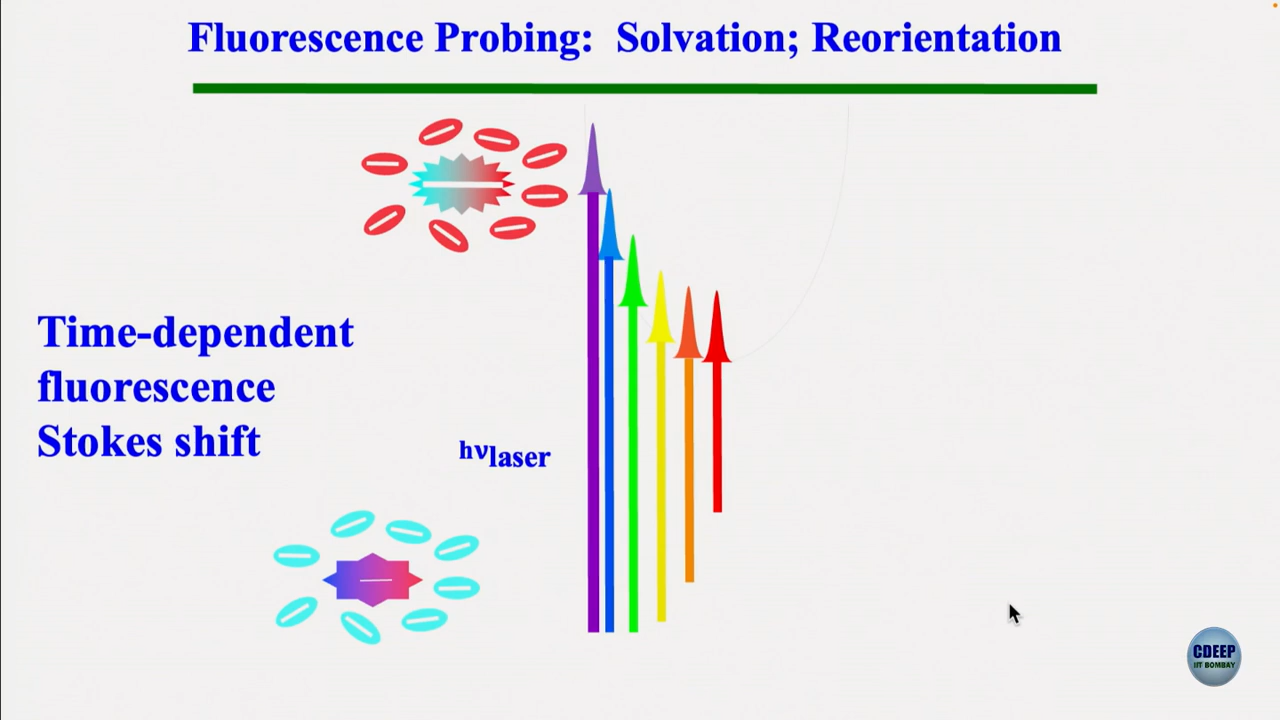 Fluorescence Probing: Solvation; Reorientation
Time-dependent
fluorescence
Stokes shift
hνlaser
CDEEP
IIT BOMBAY